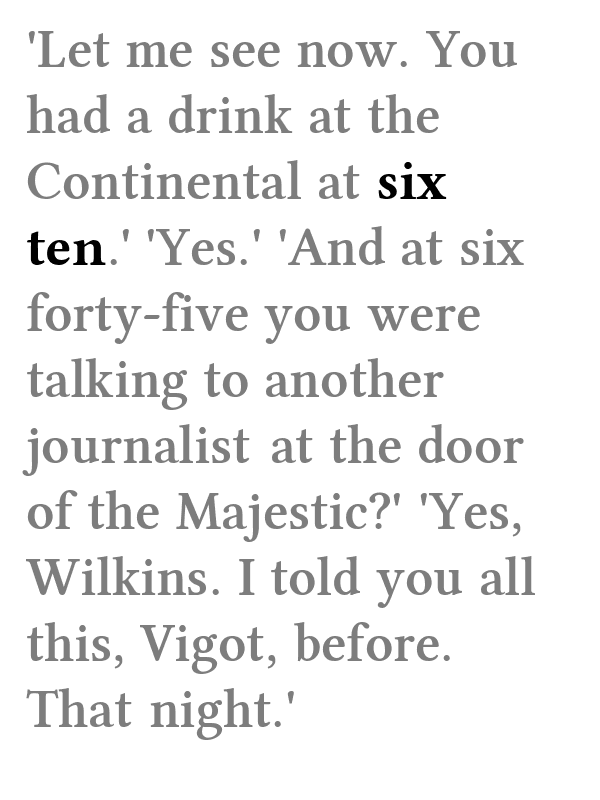 'Let me see now. You
had a drink at the
Continental at six
ten.' 'Yes.' 'And at six
forty-five you were
talking to another
journalist at the door
of the Majestic?' 'Yes,
Wilkins. I told you all
this, Vigot, before.
That night.'